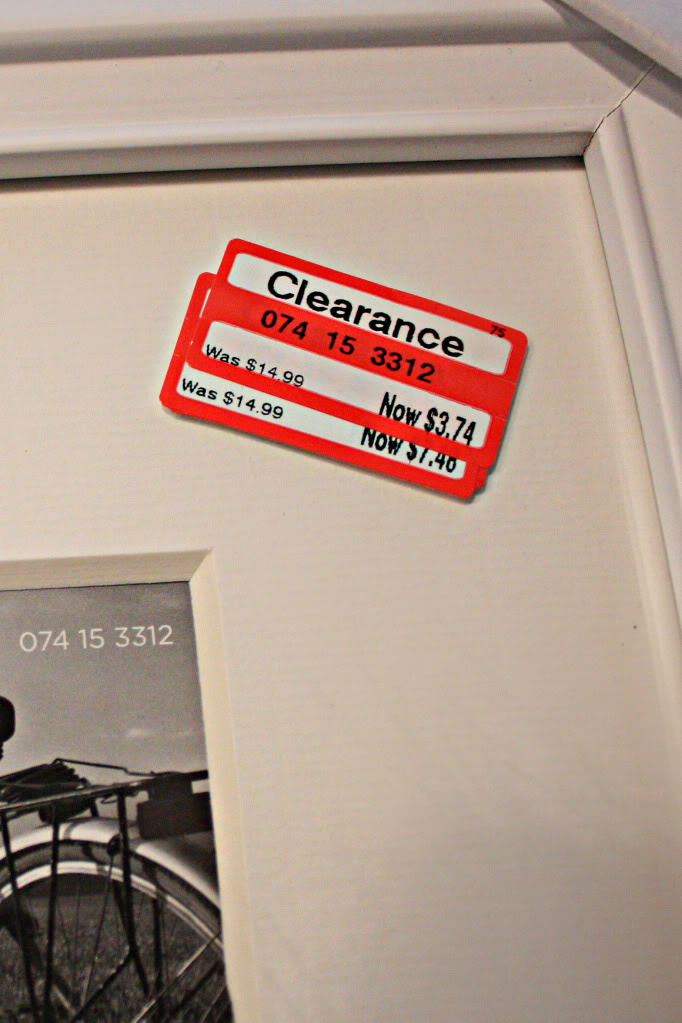 Clearance
75
074 15 3312
Was $14.99
Now $3.74
Was $14.99
Now $7.48
074 15 3312